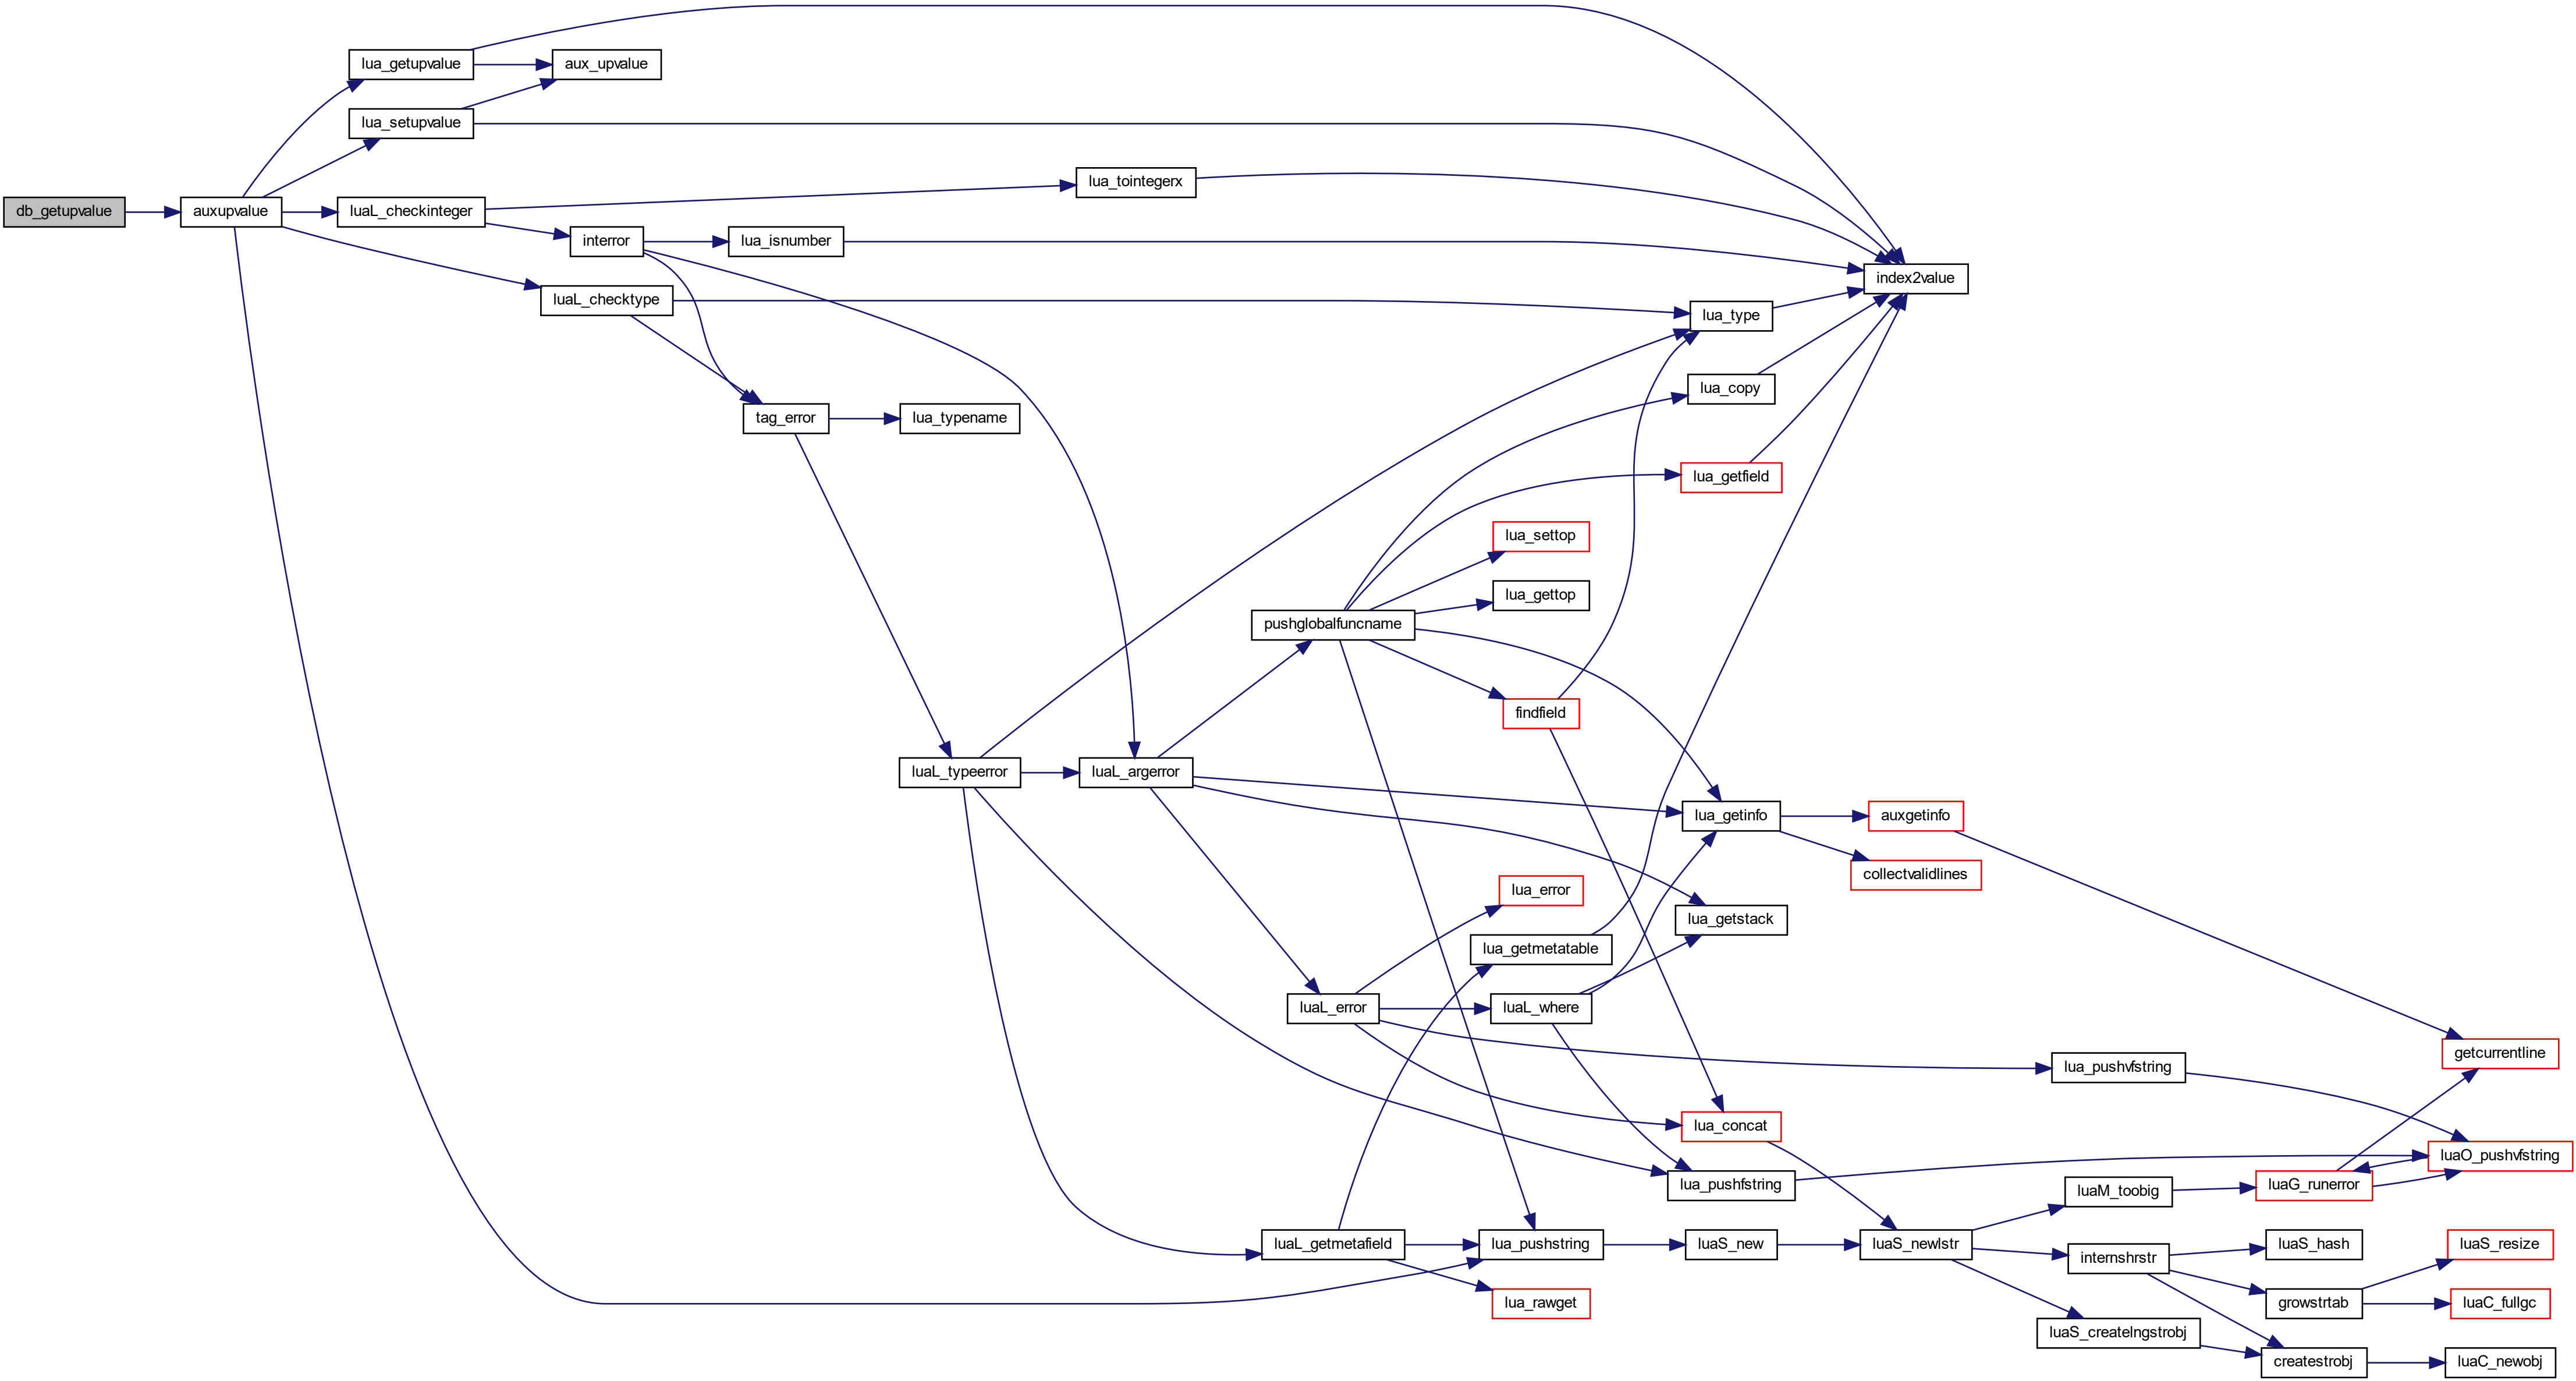 lua_getupvalue
aux_upvalue
lua_setupvalue
lua_tointegerx
db_getupvalue
auxupvalue
luaL_checkinteger
interror
lua_isnumber
index2value
luaL_checktype
lua_type
lua_copy
tag_error
lua_typename
lua_getfield
lua_settop
lua_gettop
pushglobalfuncname
findfield
luaL_typeerror
luaL_argerror
lua_getinfo
auxgetinfo
collectvalidlines
lua_error
lua_getstack
lua_getmetatable
luaL_error
luaL_where
getcurrentline
lua_pushvfstring
lua_concat
luaO_pushvfstring
lua_pushfstring
luaM_toobig
luaG_runerror
luaL_getmetafield
lua_pushstring
luaS_new
luaS_newlstr
internshrstr
luaS_hash
luaS_resize
lua_rawget
growstrtab
luaC_fullgc
luaS_createlngstrobj
createstrobj
luaC_newobj